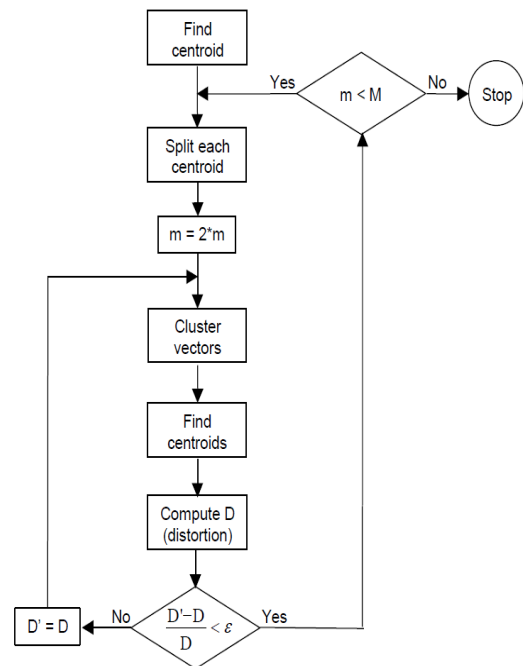 Find
centroid
Yes
m < M
No
Stop
Split each
centroid
m = 2*m
Cluster
vectors
Find
centroids
Compute D
(distortion)
D' = D
No
D'-D
D
< ε
Yes